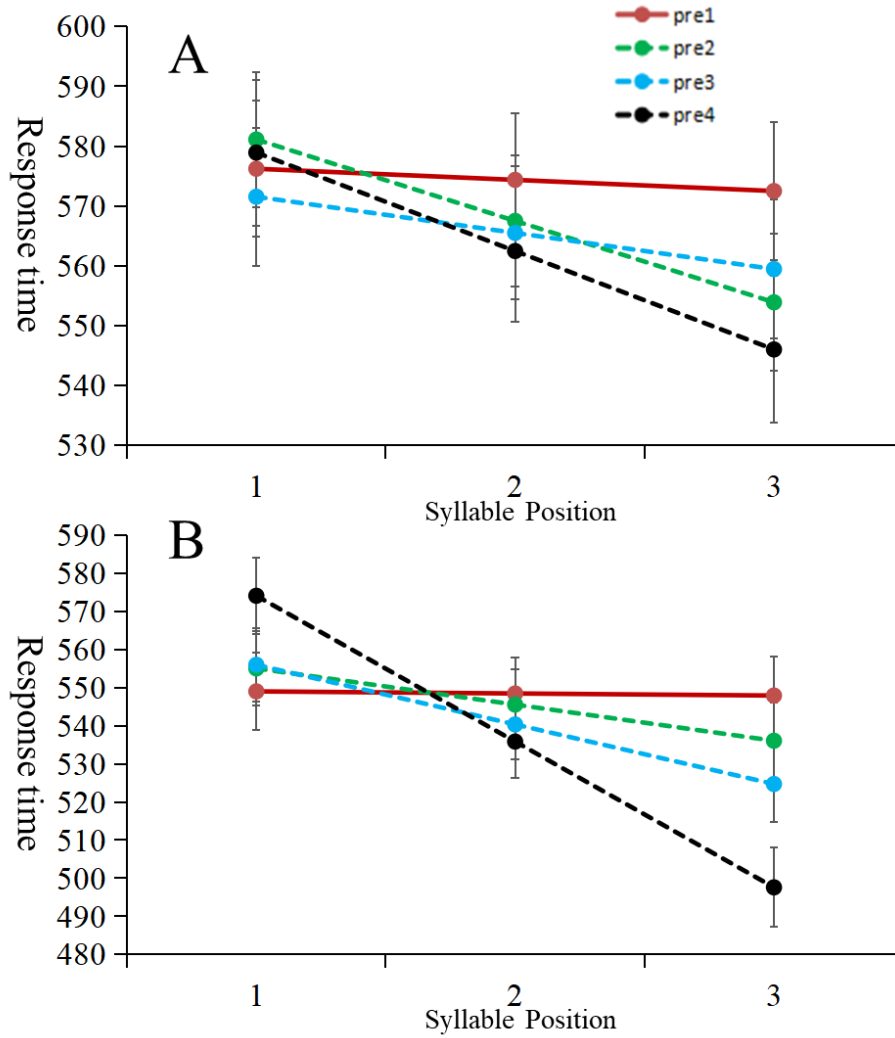 A
pre1
pre2
pre3
pre4
Response time
600
590
580
570
560
550
540
530
1 2 3
Syllable Position
B
Response time
590
580
570
560
550
540
530
520
510
500
490
480
1 2 3
Syllable Position